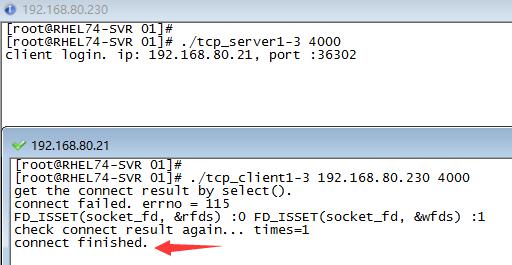 192.168.80.230
[root@RHEL74-SVR 01]#
[root@RHEL74-SVR 01]# ./tcp_server1-3 4000
client login. ip: 192.168.80.21, port :36302
192.168.80.21
[root@RHEL74-SVR 01]#
[root@RHEL74-SVR 01]# ./tcp_client1-3 192.168.80.230 4000
get the connect result by select().
connect failed. errno = 115
FD_ISSET(socket_fd, &rfds) :0 FD_ISSET(socket_fd, &wfds) :1
check connect result again... times=1
connect finished.